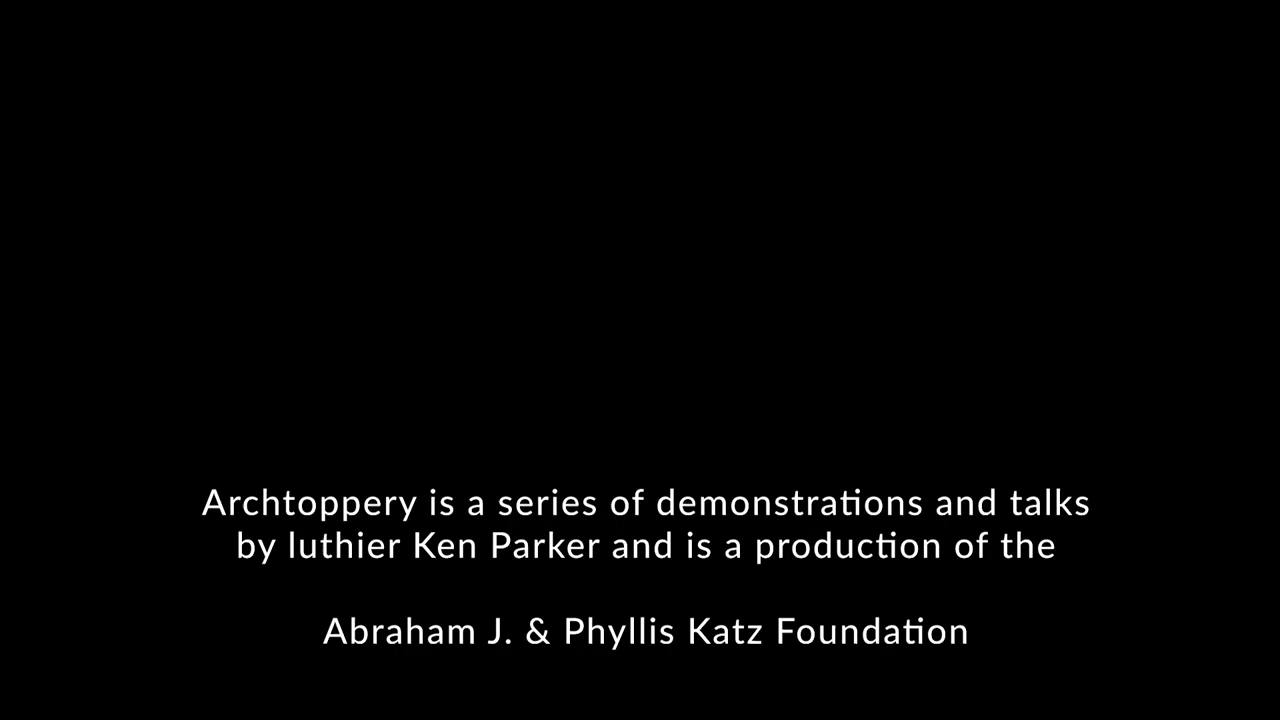 Archtoppery is a series of demonstrations and talks
by luthier Ken Parker and is a production of the
Abraham J. & Phyllis Katz Foundation